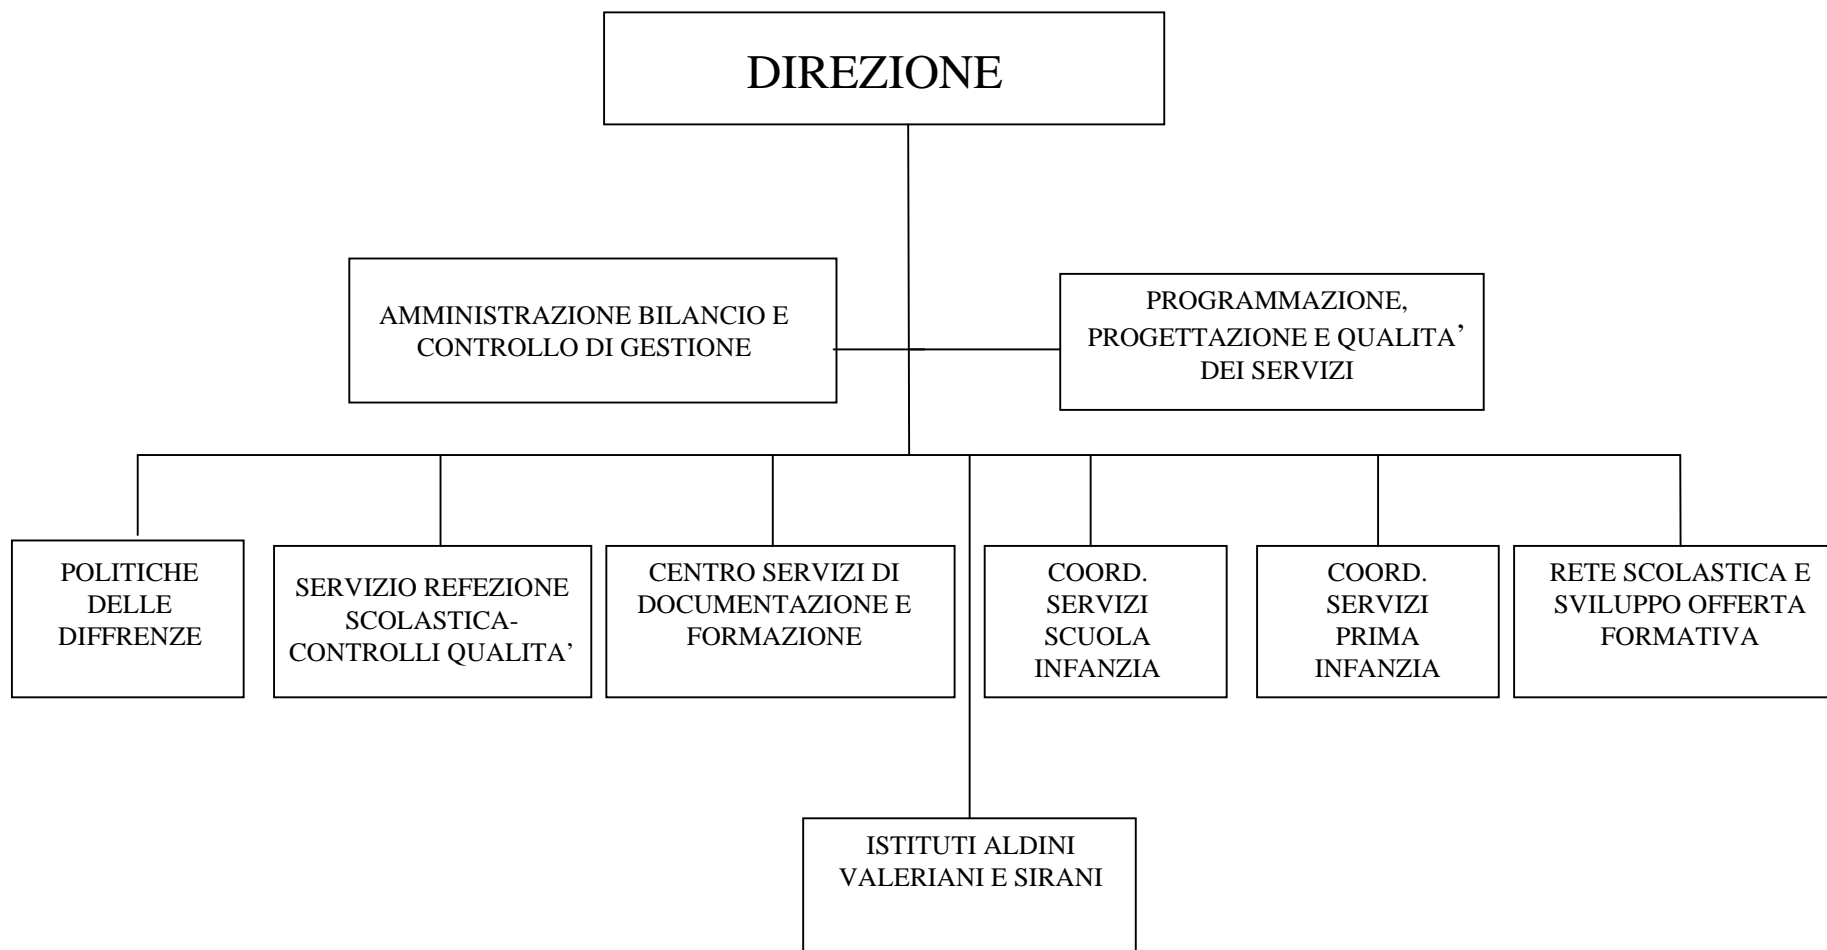 DIREZIONE
AMMINISTRAZIONE BILANCIO E
CONTROLLO DI GESTIONE
PROGRAMMAZIONE,
PROGETTAZIONE E QUALITA’
DEI SERVIZI
POLITICHE
DELLE
DIFFRENZE
SERVIZIO REFEZIONE
SCOLASTICA-
CONTROLLI QUALITA’
CENTRO SERVIZI DI
DOCUMENTAZIONE E
FORMAZIONE
COORD.
SERVIZI
SCUOLA
INFANZIA
COORD.
SERVIZI
PRIMA
INFANZIA
RETE SCOLASTICA E
SVILUPPO OFFERTA
FORMATIVA
ISTITUTI ALDINI
VALERIANI E SIRANI